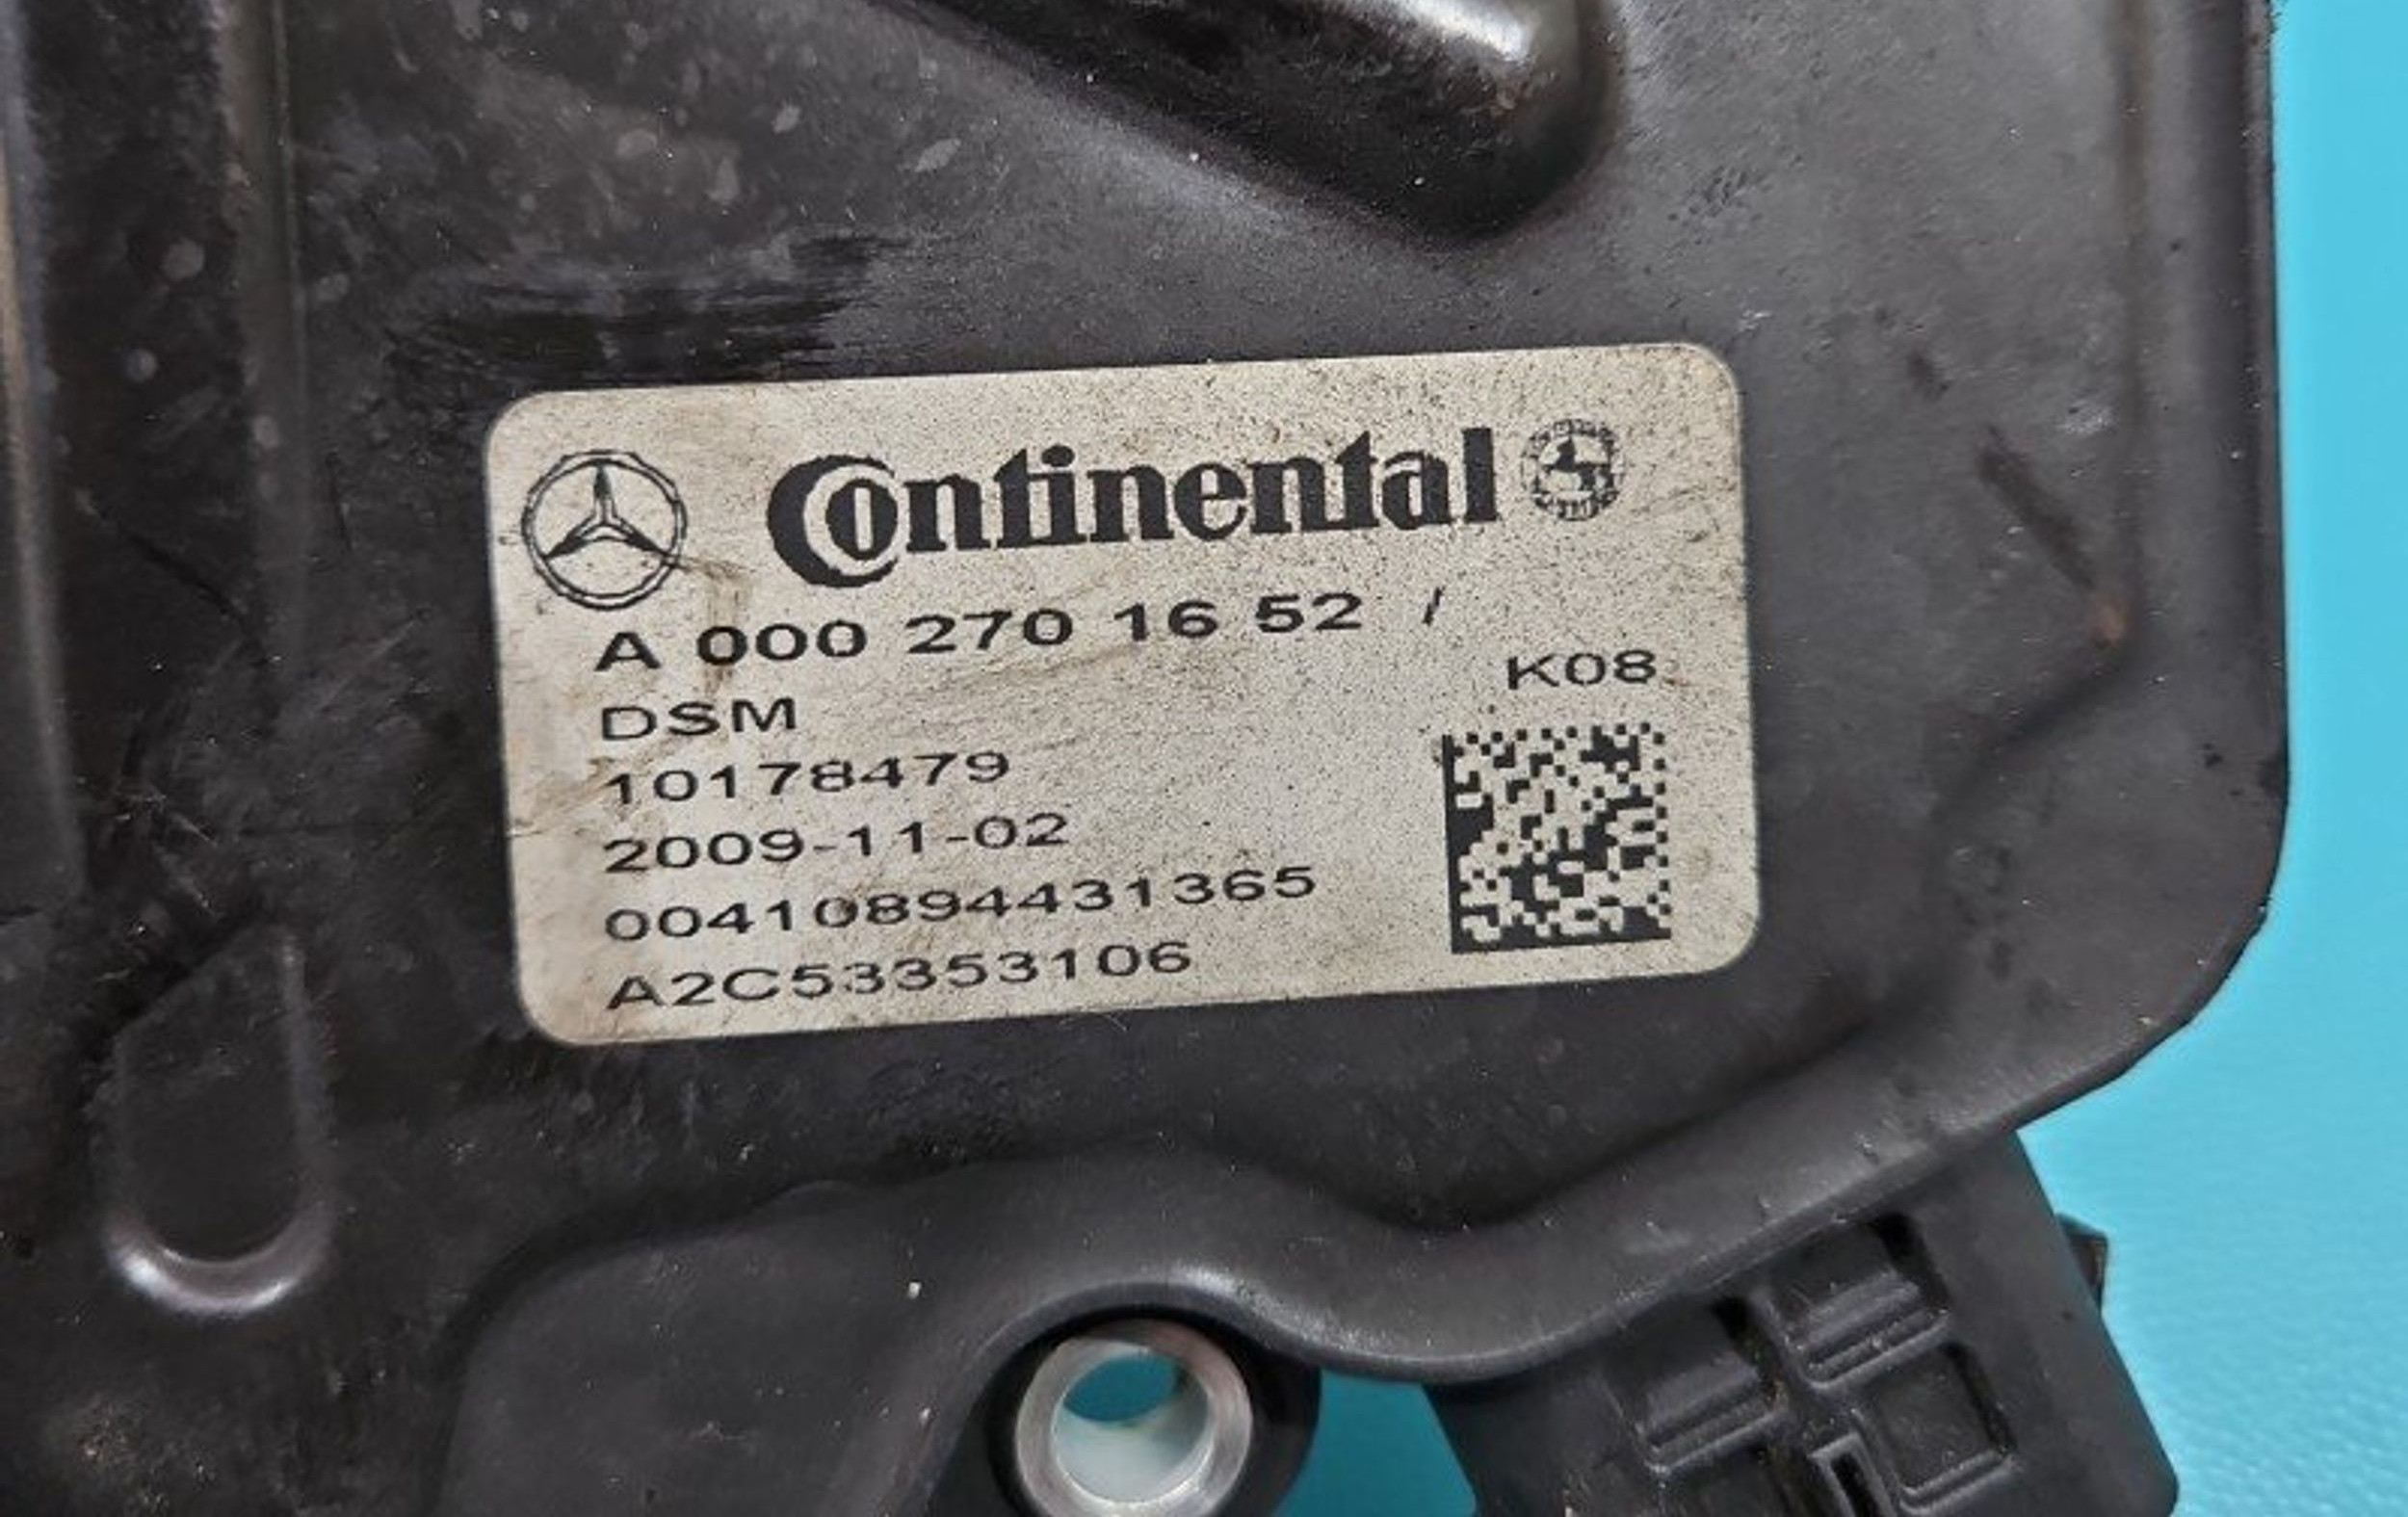 Continental
A 000 270 16 52 /
K08
DSM
10178479
2009-11-02
00410894431365
A2C53353106